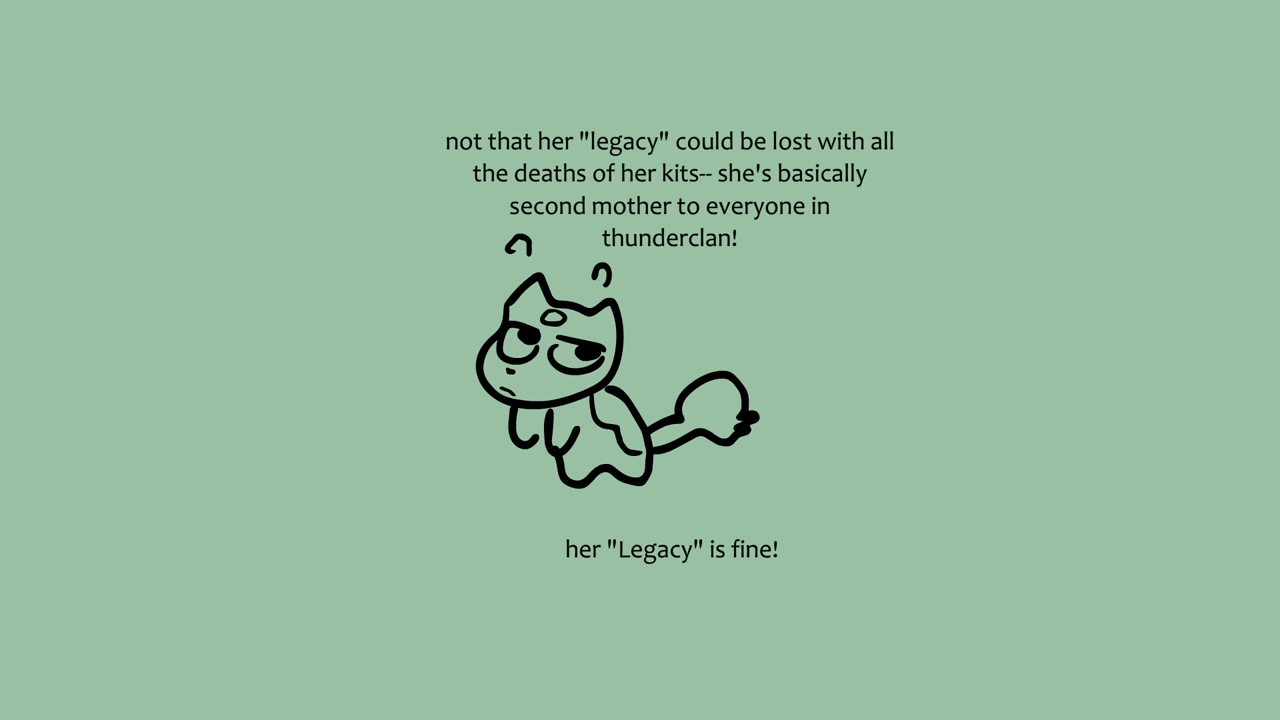 not that her "legacy" could be lost with all
the deaths of her kits-- she's basically
second mother to everyone in
thunderclan!
her "Legacy" is fine!